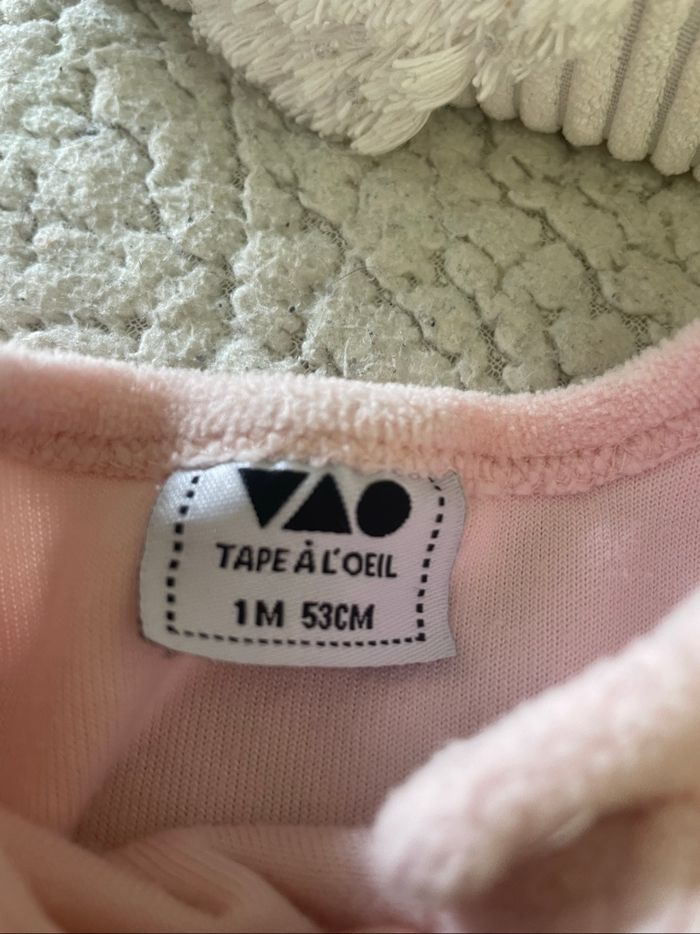 TAPE À L'OEIL
1M 53CM